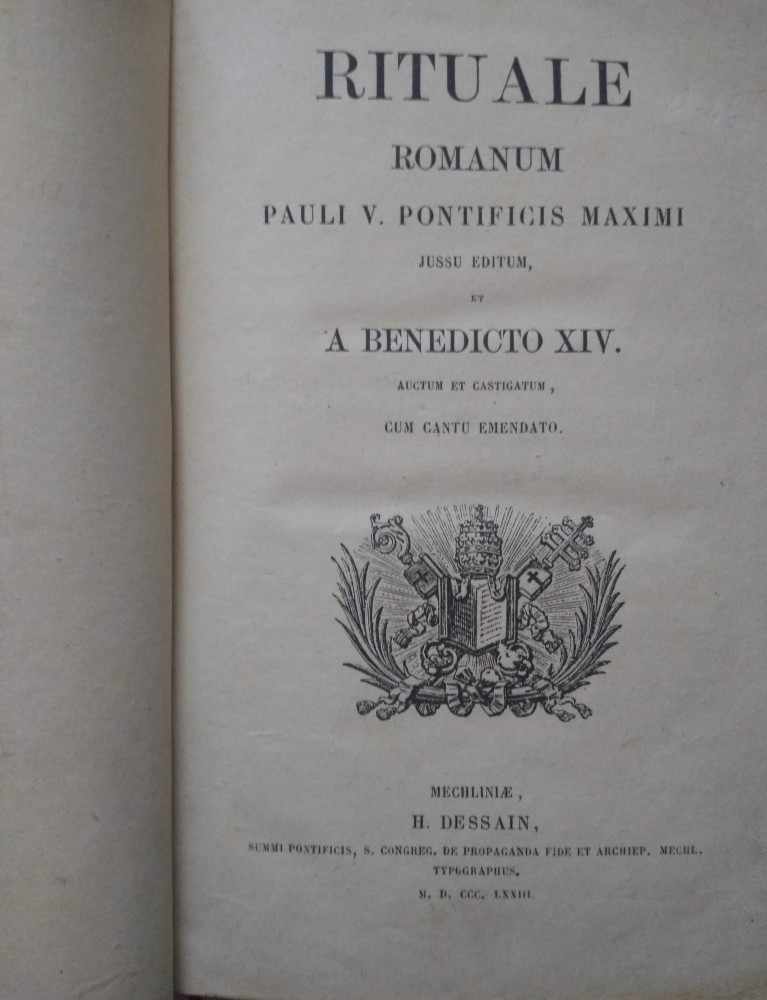 RITUALE
ROMANUM
PAULI V. PONTIFICIS MAXIMI
JUSSU EDITUM,
ET
A BENEDICTO XIV.
AUCTUM ET CASTIGATUM,
CUM CANTU EMENDATO.
MECHLINIÆ,
H. DESSAIN,
SUMMI PONTIFICIS, S. CONGREG. DE PROPAGANDA FIDE ET ARCHIEP. MECHL.
TYPOGRAPHUS.
M. D. CCC. LXXIII.